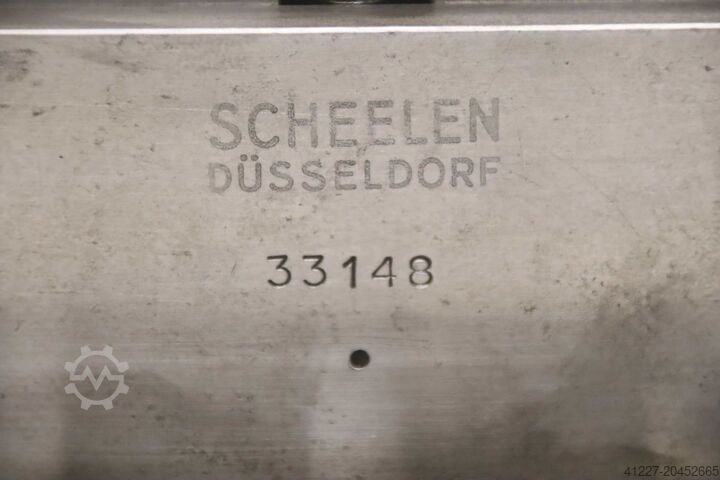 SCHEELEN
DÜSSELDORF
33148
41227-20452665